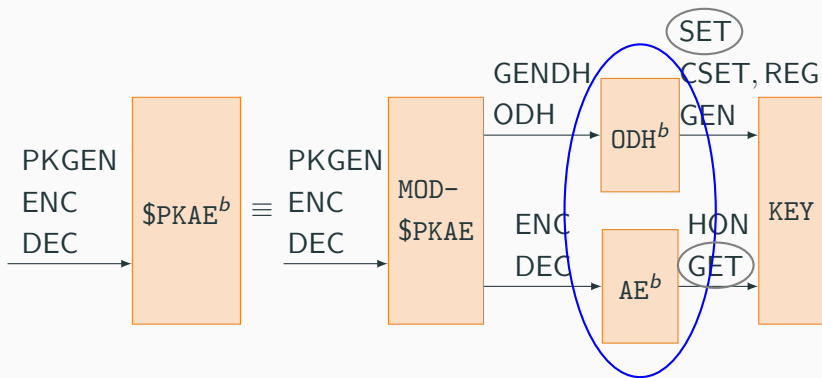 PKGEN
ENC
DEC
$PKAE^b
≡
PKGEN
ENC
DEC
MOD-
$PKAE
GENDH
ODH
ENC
DEC
ODH^b
AE^b
SET
CSET, REG
GEN
HON
GET
KEY